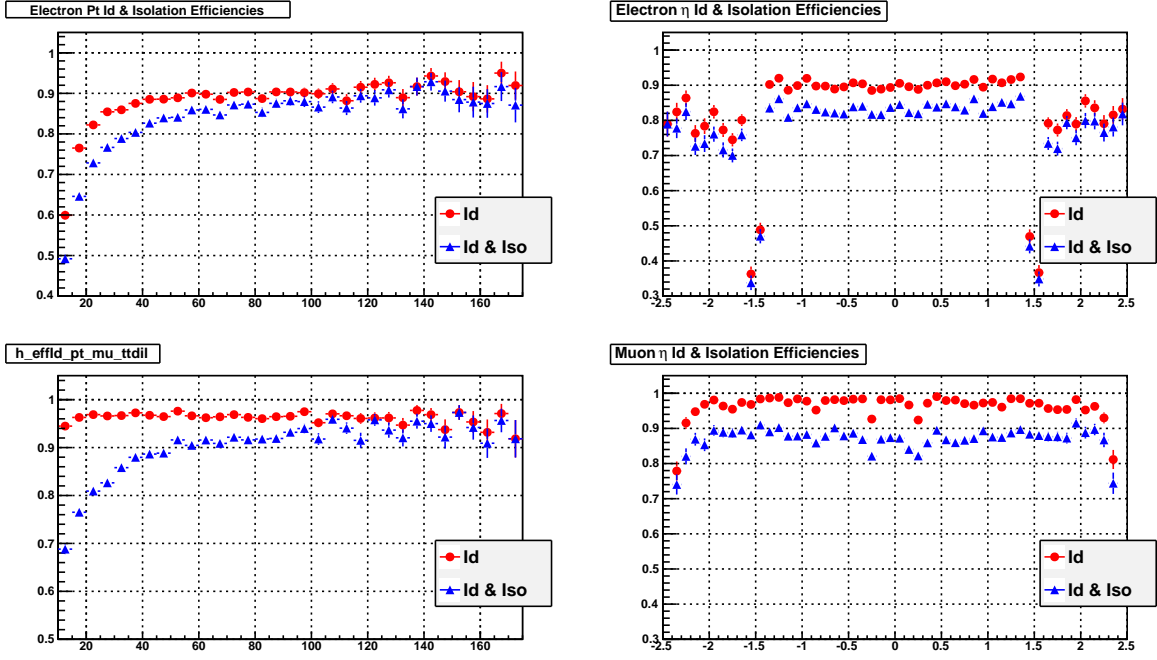 Electron Pt Id & Isolation Efficiencies
1
0.9
0.8
0.7
0.6
0.5
0.4
20 40 60 80 100 120 140 160
Id
Id & Iso
Electron η Id & Isolation Efficiencies
1
0.9
0.8
0.7
0.6
0.5
0.4
0.3
-2.5 -2 -1.5 -1 -0.5 0 0.5 1 1.5 2 2.5
Id
Id & Iso
h_effId_pt_mu_ttdil
1
0.9
0.8
0.7
0.6
0.5
20 40 60 80 100 120 140 160
Id
Id & Iso
Muon η Id & Isolation Efficiencies
1
0.9
0.8
0.7
0.6
0.5
0.4
0.3
-2.5 -2 -1.5 -1 -0.5 0 0.5 1 1.5 2 2.5
Id
Id & Iso